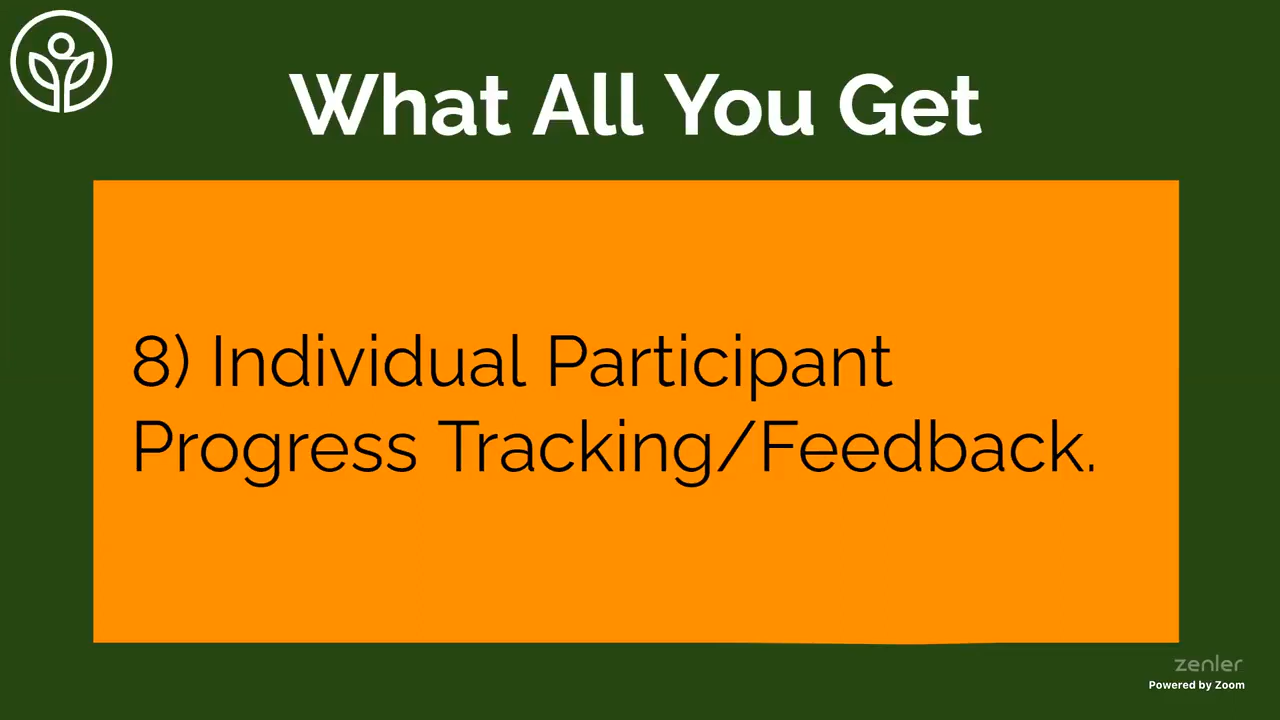 What All You Get
8) Individual Participant
Progress Tracking/Feedback.
zenler
Powered by Zoom